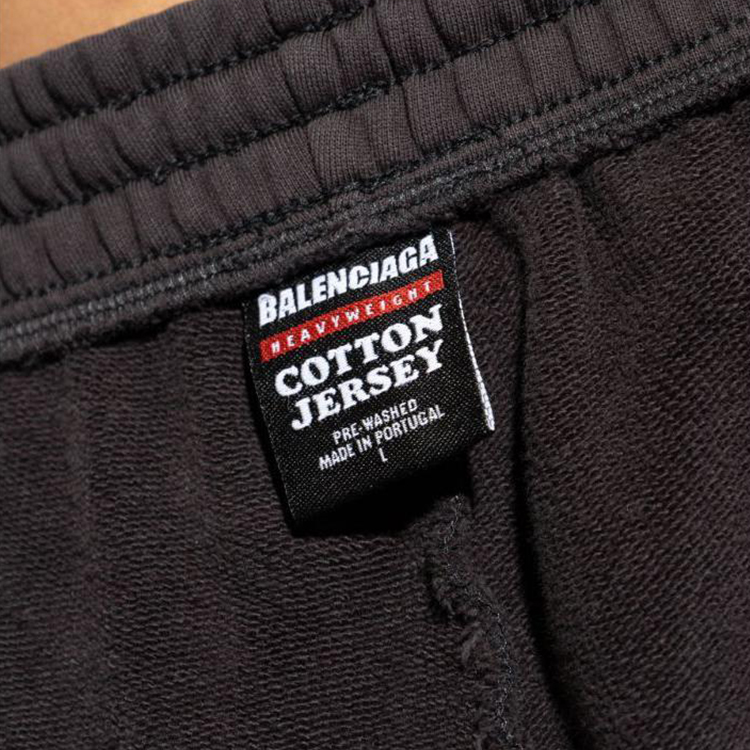 BALENCIAGA
HEAVYWEIGHT
COTTON
JERSEY
PRE-WASHED
MADE IN PORTUGAL
L